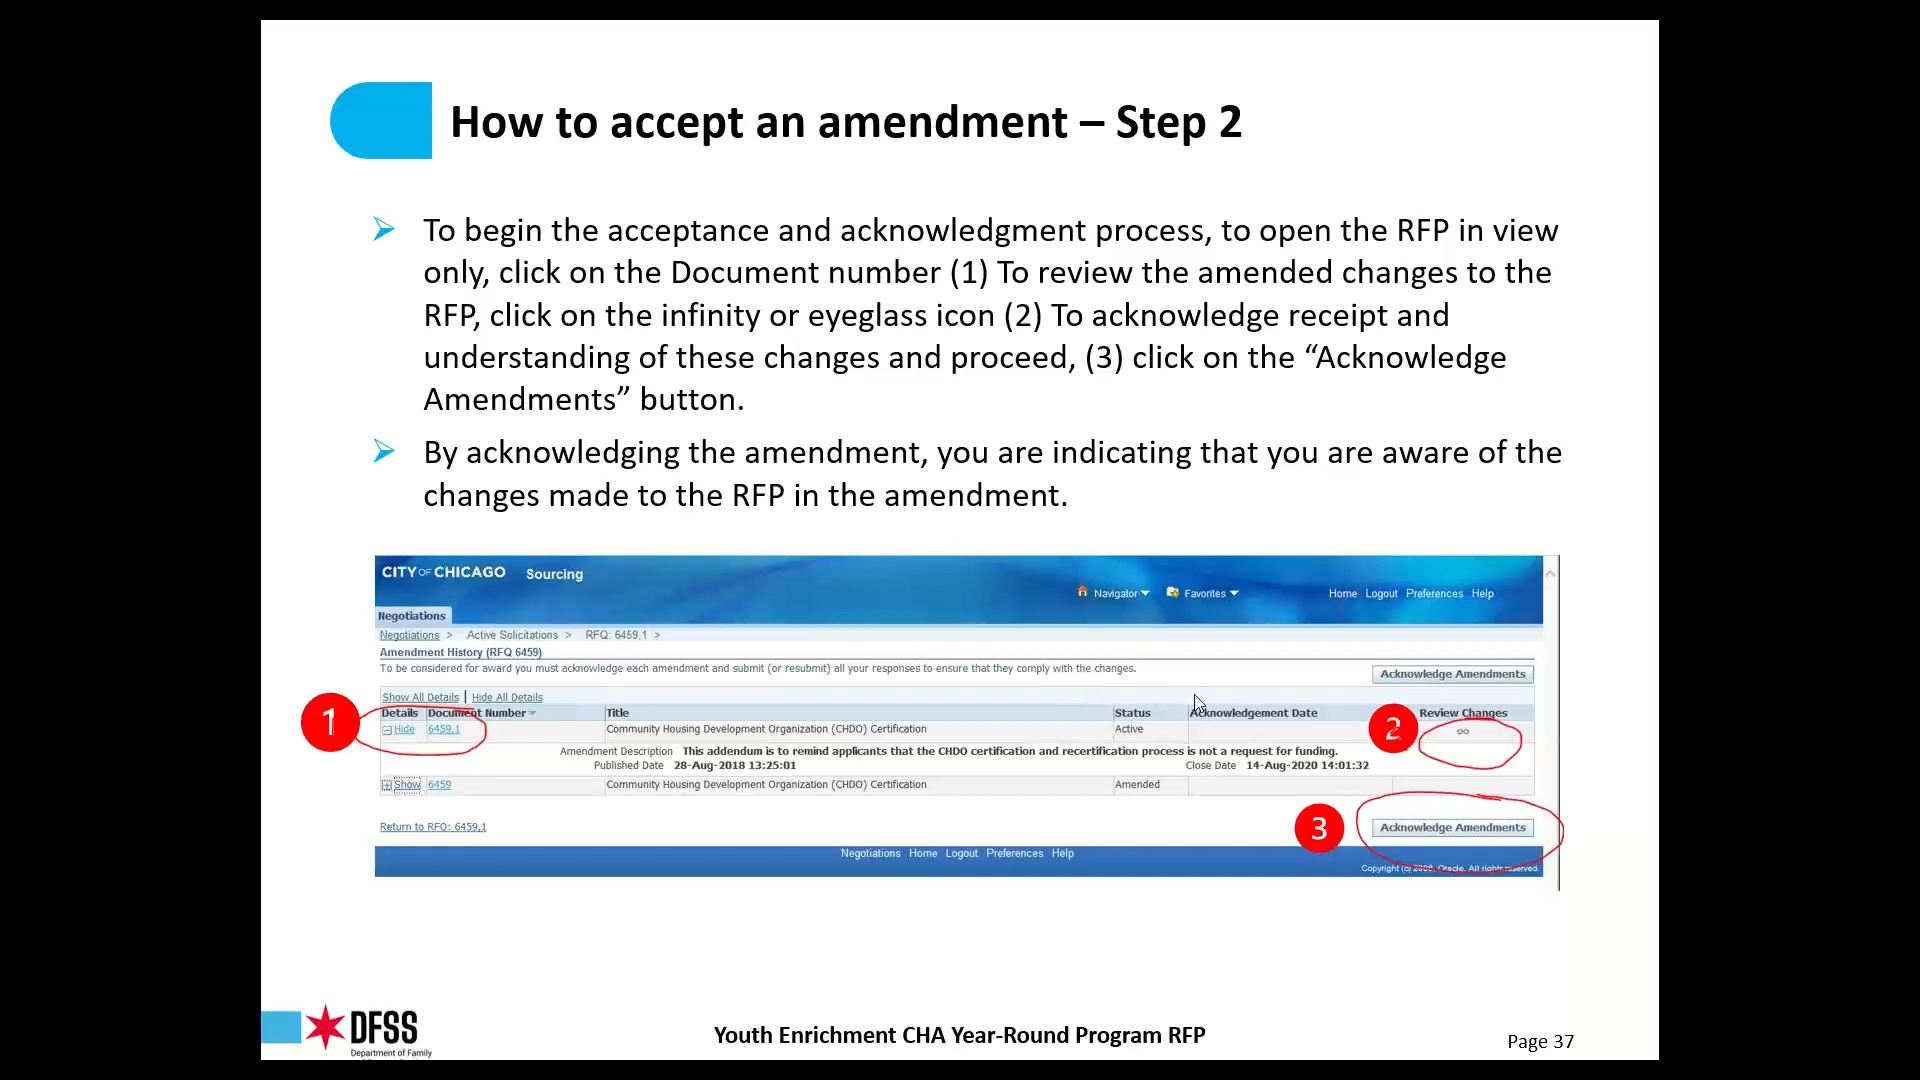 How to accept an amendment – Step 2
To begin the acceptance and acknowledgment process, to open the RFP in view
only, click on the Document number (1) To review the amended changes to the
RFP, click on the infinity or eyeglass icon (2) To acknowledge receipt and
understanding of these changes and proceed, (3) click on the “Acknowledge
Amendments” button.
By acknowledging the amendment, you are indicating that you are aware of the
changes made to the RFP in the amendment.
CITY OF CHICAGO Sourcing
Navigator Favorites Home Logout Preferences Help
Negotiations
Negotiations > Active Solicitations > RFQ: 6459,1 >
Amendment History (RFQ 6459)
To be considered for award you must acknowledge each amendment and submit (or resubmit) all your responses to ensure that they comply with the changes.
Acknowledge Amendments
Show All Details | Hide All Details
Details Document Number Title Status Acknowledgement Date Review Changes
1
Hide 6459,1 Community Housing Development Organization (CHDO) Certification Active
2
Amendment Description This addendum is to remind applicants that the CHDO certification and recertification process is not a request for funding.
Published Date 28-Aug-2018 13:25:01 Close Date 14-Aug-2020 14:01:32
Show 6459 Community Housing Development Organization (CHDO) Certification Amended
Return to RFQ: 6459,1
3
Acknowledge Amendments
Negotiations Home Logout Preferences Help
Copyright (c) 2006, Oracle. All rights reserved.
DFSS
Department of Family
Youth Enrichment CHA Year-Round Program RFP
Page 37